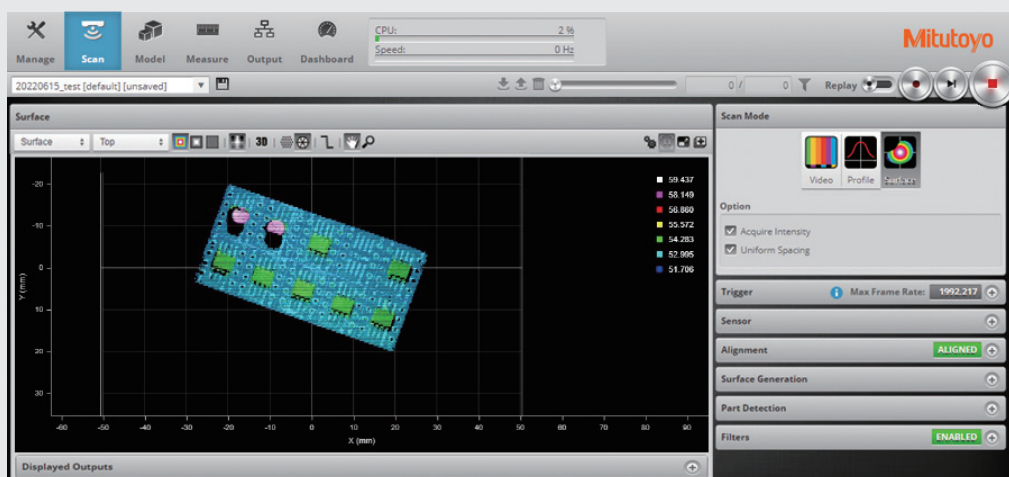 CPU: 2 %
Speed: 0 Hz
Mitutoyo
Manage Scan Model Measure Output Dashboard
20220615_test [default] [unsaved]
0 / 0 Replay
Surface
Scan Mode
Surface Top 3D
Video Profile Surface
Option
Acquire Intensity
Uniform Spacing
59.437
58.149
56.860
55.572
54.283
52.995
51.706
-20
-10
0
10
20
30
Y (mm)
-60 -50 -40 -30 -20 -10 0 10 20 30 40 50 60 70 80 90
X (mm)
Trigger Max Frame Rate: 1992.217
Sensor
Alignment ALIGNED
Surface Generation
Part Detection
Filters ENABLED
Displayed Outputs